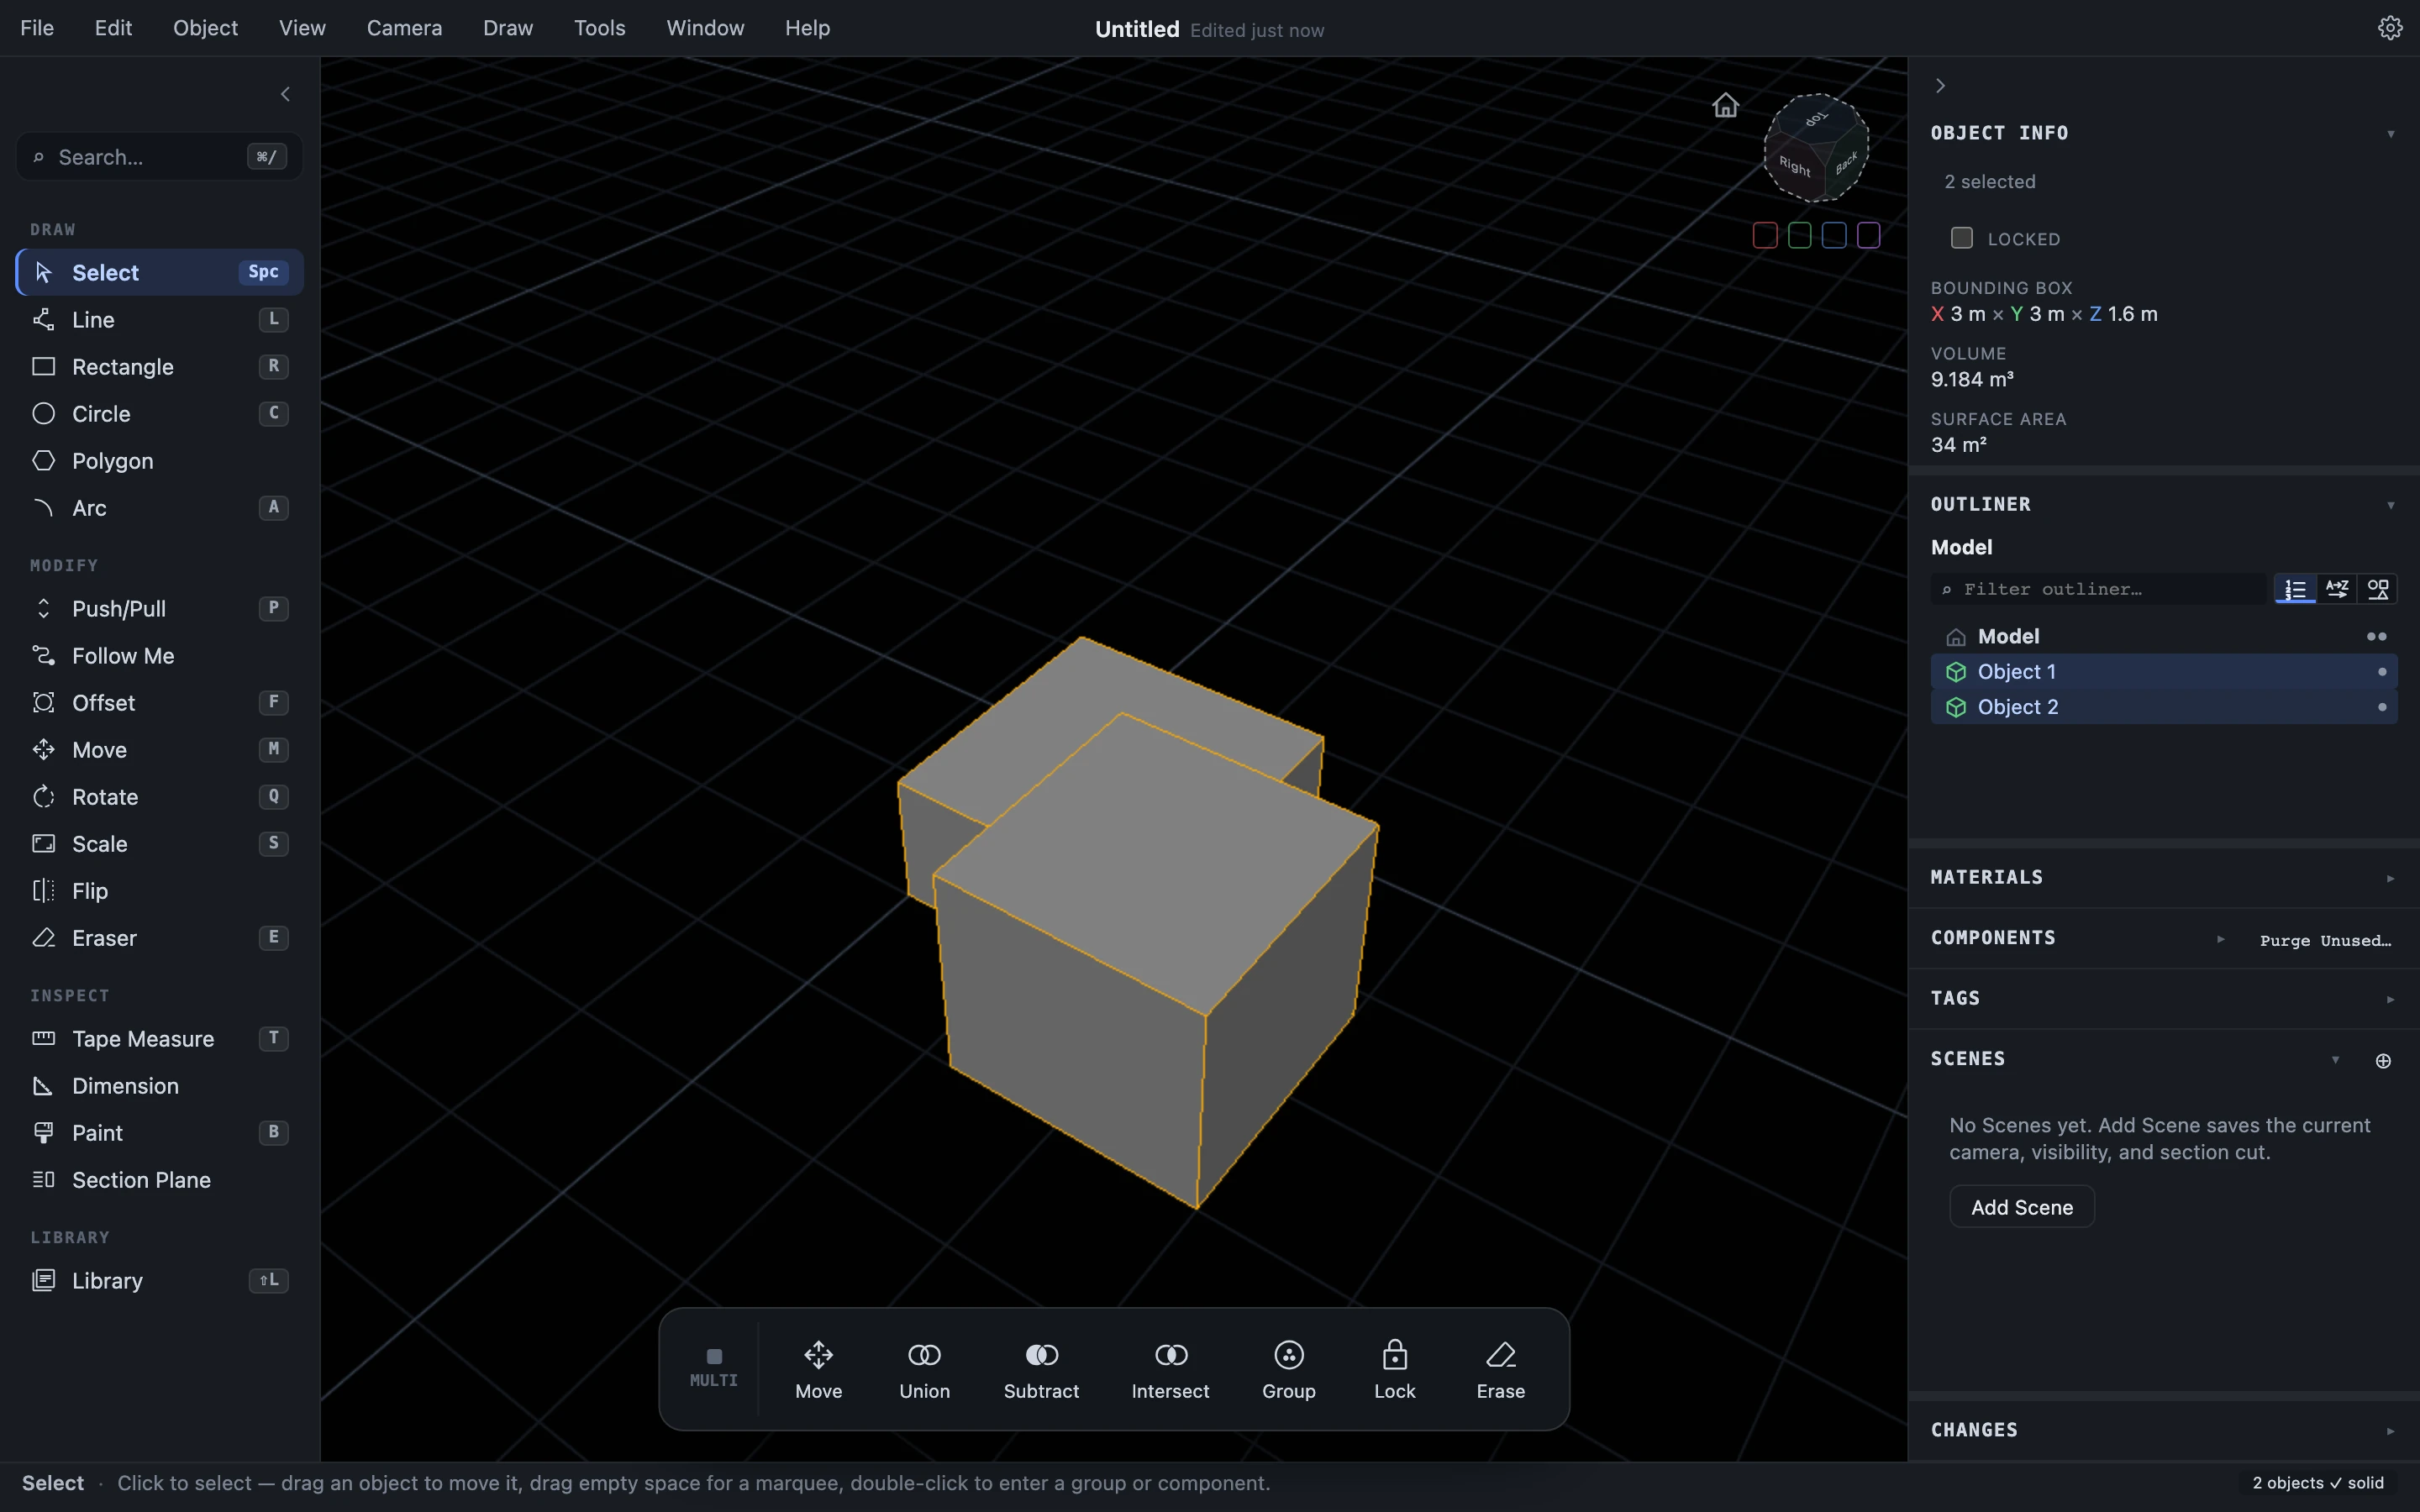 File Edit Object View Camera Draw Tools Window Help
Untitled Edited just now
Search... ⌘/
DRAW
Select Spc
Line L
Rectangle R
Circle C
Polygon
Arc A
MODIFY
Push/Pull P
Follow Me
Offset F
Move M
Rotate Q
Scale S
Flip
Eraser E
INSPECT
Tape Measure T
Dimension
Paint B
Section Plane
LIBRARY
Library ⇧L
Top
Right
Back
MULTI
Move
Union
Subtract
Intersect
Group
Lock
Erase
OBJECT INFO
2 selected
LOCKED
BOUNDING BOX
X 3 m × Y 3 m × Z 1.6 m
VOLUME
9.184 m³
SURFACE AREA
34 m²
OUTLINER
Model
Filter outliner…
Model
Object 1
Object 2
MATERIALS
COMPONENTS Purge Unused…
TAGS
SCENES
No Scenes yet. Add Scene saves the current
camera, visibility, and section cut.
Add Scene
CHANGES
Select · Click to select — drag an object to move it, drag empty space for a marquee, double-click to enter a group or component.
2 objects ✓ solid